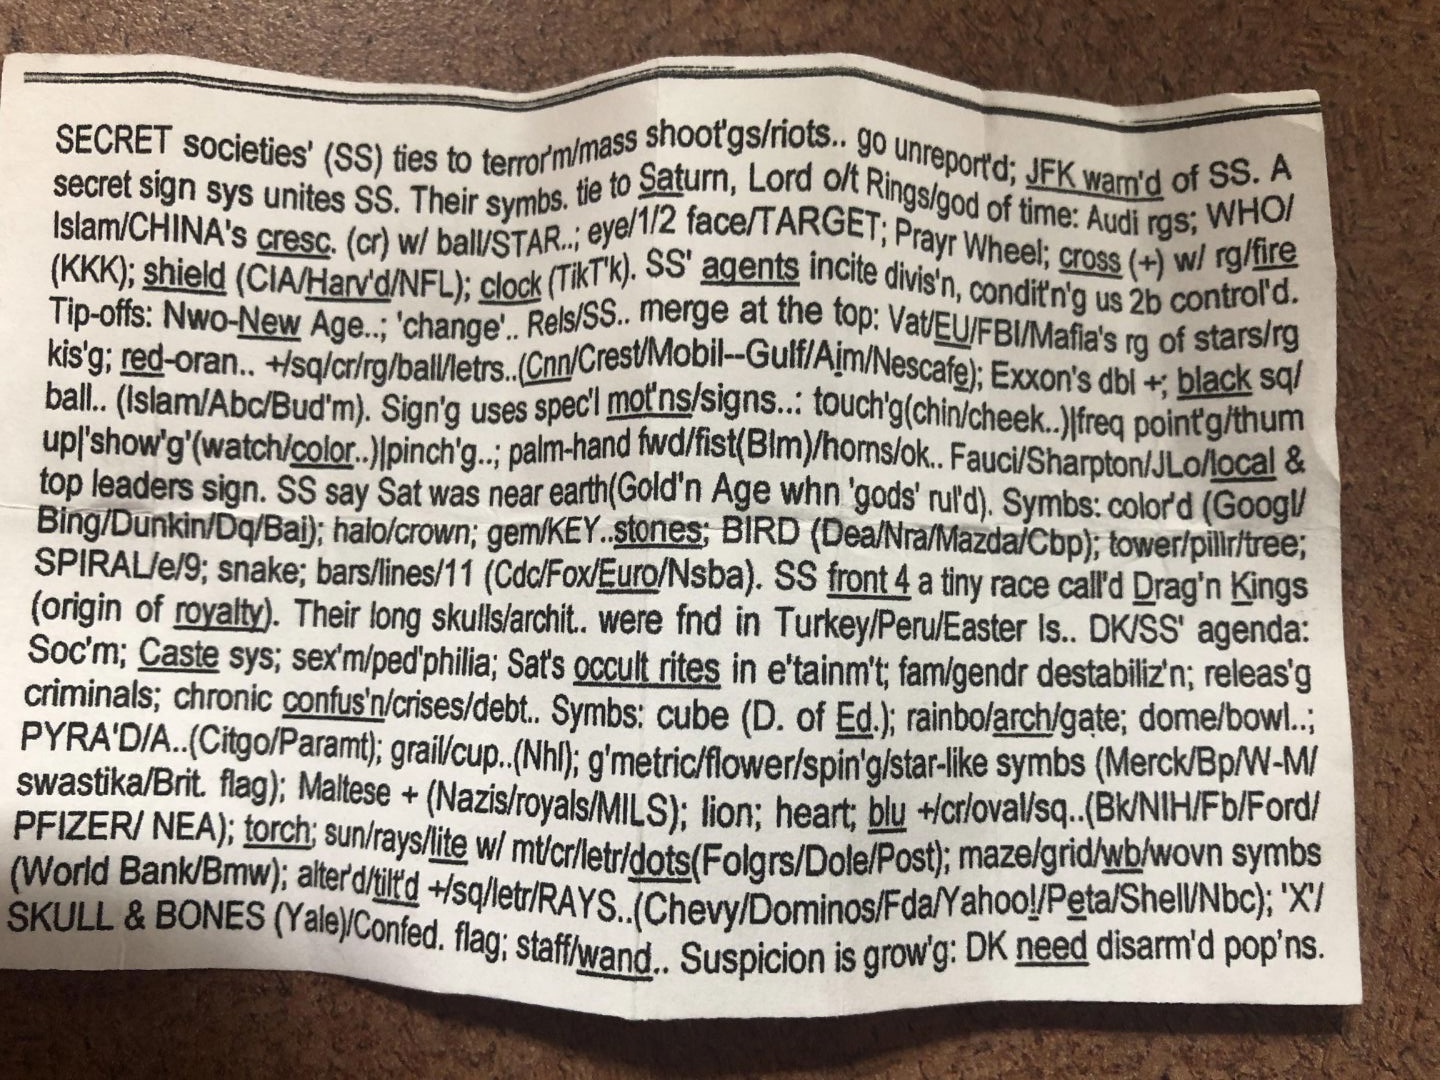 SECRET societies' (SS) ties to terror'm/mass shoot'gs/riots.. go unreport'd; JFK warn'd of SS. A
secret sign sys unites SS. Their symbs. tie to Saturn, Lord o/t Rings/god of time: Audi rgs; WHO/
Islam/CHINA's cresc. (cr) w/ ball/STAR..; eye/1/2 face/TARGET; Prayr Wheel; cross (+) w/ rg/fire
(KKK); shield (CIA/Harv'd/NFL); clock (TikT'k). SS' agents incite divis'n, condit'n'g us 2b control'd.
Tip-offs: Nwo-New Age..; 'change'.. Rels/SS.. merge at the top: Vat/EU/FBI/Mafia's rg of stars/rg
kis'g; red-oran.. +/sq/cr/rg/ball/letrs..(Cnn/Crest/Mobil--Gulf/Aim/Nescafe); Exxon's dbl +; black sq/
ball.. (Islam/Abc/Bud'm). Sign'g uses spec'l mot'ns/signs..: touch'g(chin/cheek..)|freq point'g/thum
up|'show'g'(watch/color..)|pinch'g..; palm-hand fwd/fist(Blm)/horns/ok.. Fauci/Sharpton/JLo/local &
top leaders sign. SS say Sat was near earth(Gold'n Age whn 'gods' rul'd). Symbs: color'd (Googl/
Bing/Dunkin/Dq/Bai); halo/crown; gem/KEY..stones; BIRD (Dea/Nra/Mazda/Cbp); tower/pillr/tree;
SPIRAL/e/9; snake; bars/lines/11 (Cdc/Fox/Euro/Nsba). SS front 4 a tiny race call'd Drag'n Kings
(origin of royalty). Their long skulls/archit.. were fnd in Turkey/Peru/Easter Is.. DK/SS' agenda:
Soc'm; Caste sys; sex'm/ped'philia; Sat's occult rites in e'tainm't; fam/gendr destabiliz'n; releas'g
criminals; chronic confus'n/crises/debt.. Symbs: cube (D. of Ed.); rainbo/arch/gate; dome/bowl..;
PYRA'D/A..(Citgo/Paramt); grail/cup..(Nhl); g'metric/flower/spin'g/star-like symbs (Merck/Bp/W-M/
swastika/Brit. flag); Maltese + (Nazis/royals/MILS); lion; heart; blu +/cr/oval/sq..(Bk/NIH/Fb/Ford/
PFIZER/ NEA); torch; sun/rays/lite w/ mt/cr/letr/dots(Folgrs/Dole/Post); maze/grid/wb/wovn symbs
(World Bank/Bmw); alter'd/tilt'd +/sq/letr/RAYS..(Chevy/Dominos/Fda/Yahoo!/Peta/Shell/Nbc); 'X'/
SKULL & BONES (Yale)/Confed. flag; staff/wand.. Suspicion is grow'g: DK need disarm'd pop'ns.